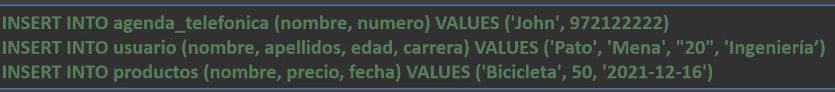 INSERT INTO agenda_telefonica (nombre, numero) VALUES ('John', 972122222)
INSERT INTO usuario (nombre, apellidos, edad, carrera) VALUES ('Pato', 'Mena', "20", 'Ingeniería’)
INSERT INTO productos (nombre, precio, fecha) VALUES ('Bicicleta', 50, '2021-12-16')